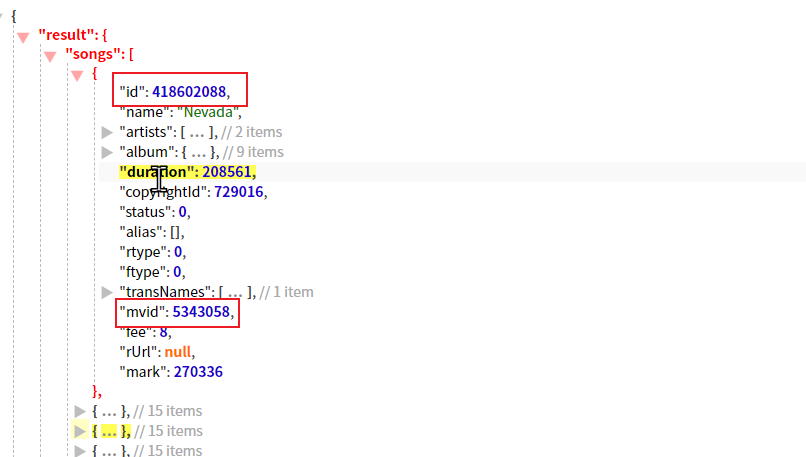 {
"result": {
"songs": [
{
"id": 418602088,
"name": "Nevada",
"artists": [ ... ], // 2 items
"album": { ... }, // 9 items
"duration": 208561,
"copyrightId": 729016,
"status": 0,
"alias": [],
"rtype": 0,
"ftype": 0,
"transNames": [ ... ], // 1 item
"mvid": 5343058,
"fee": 8,
"rUrl": null,
"mark": 270336
},
{ ... }, // 15 items
{ ... }, // 15 items
{ ... }, // 15 items